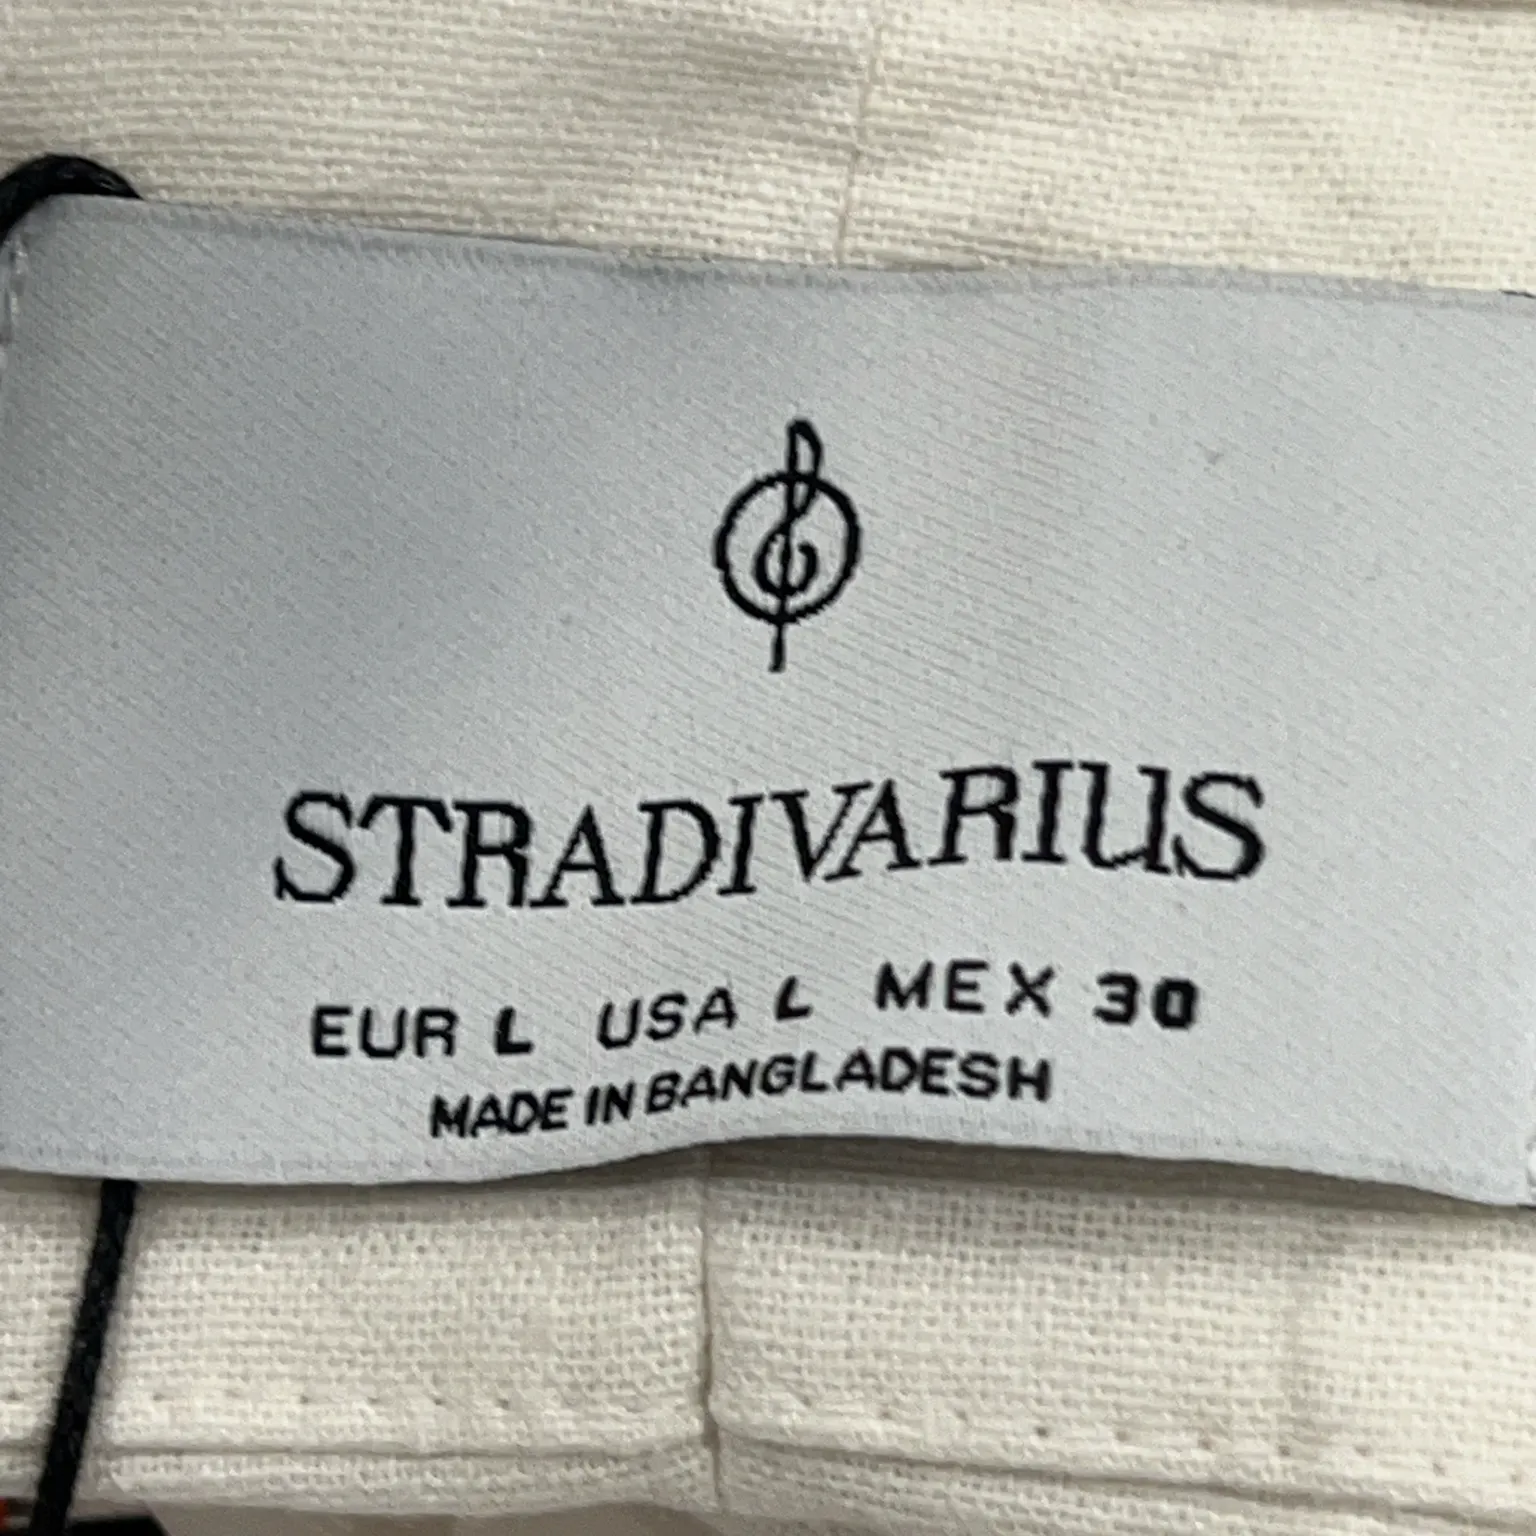 STRADIVARIUS
EUR L USA L MEX 30
MADE IN BANGLADESH